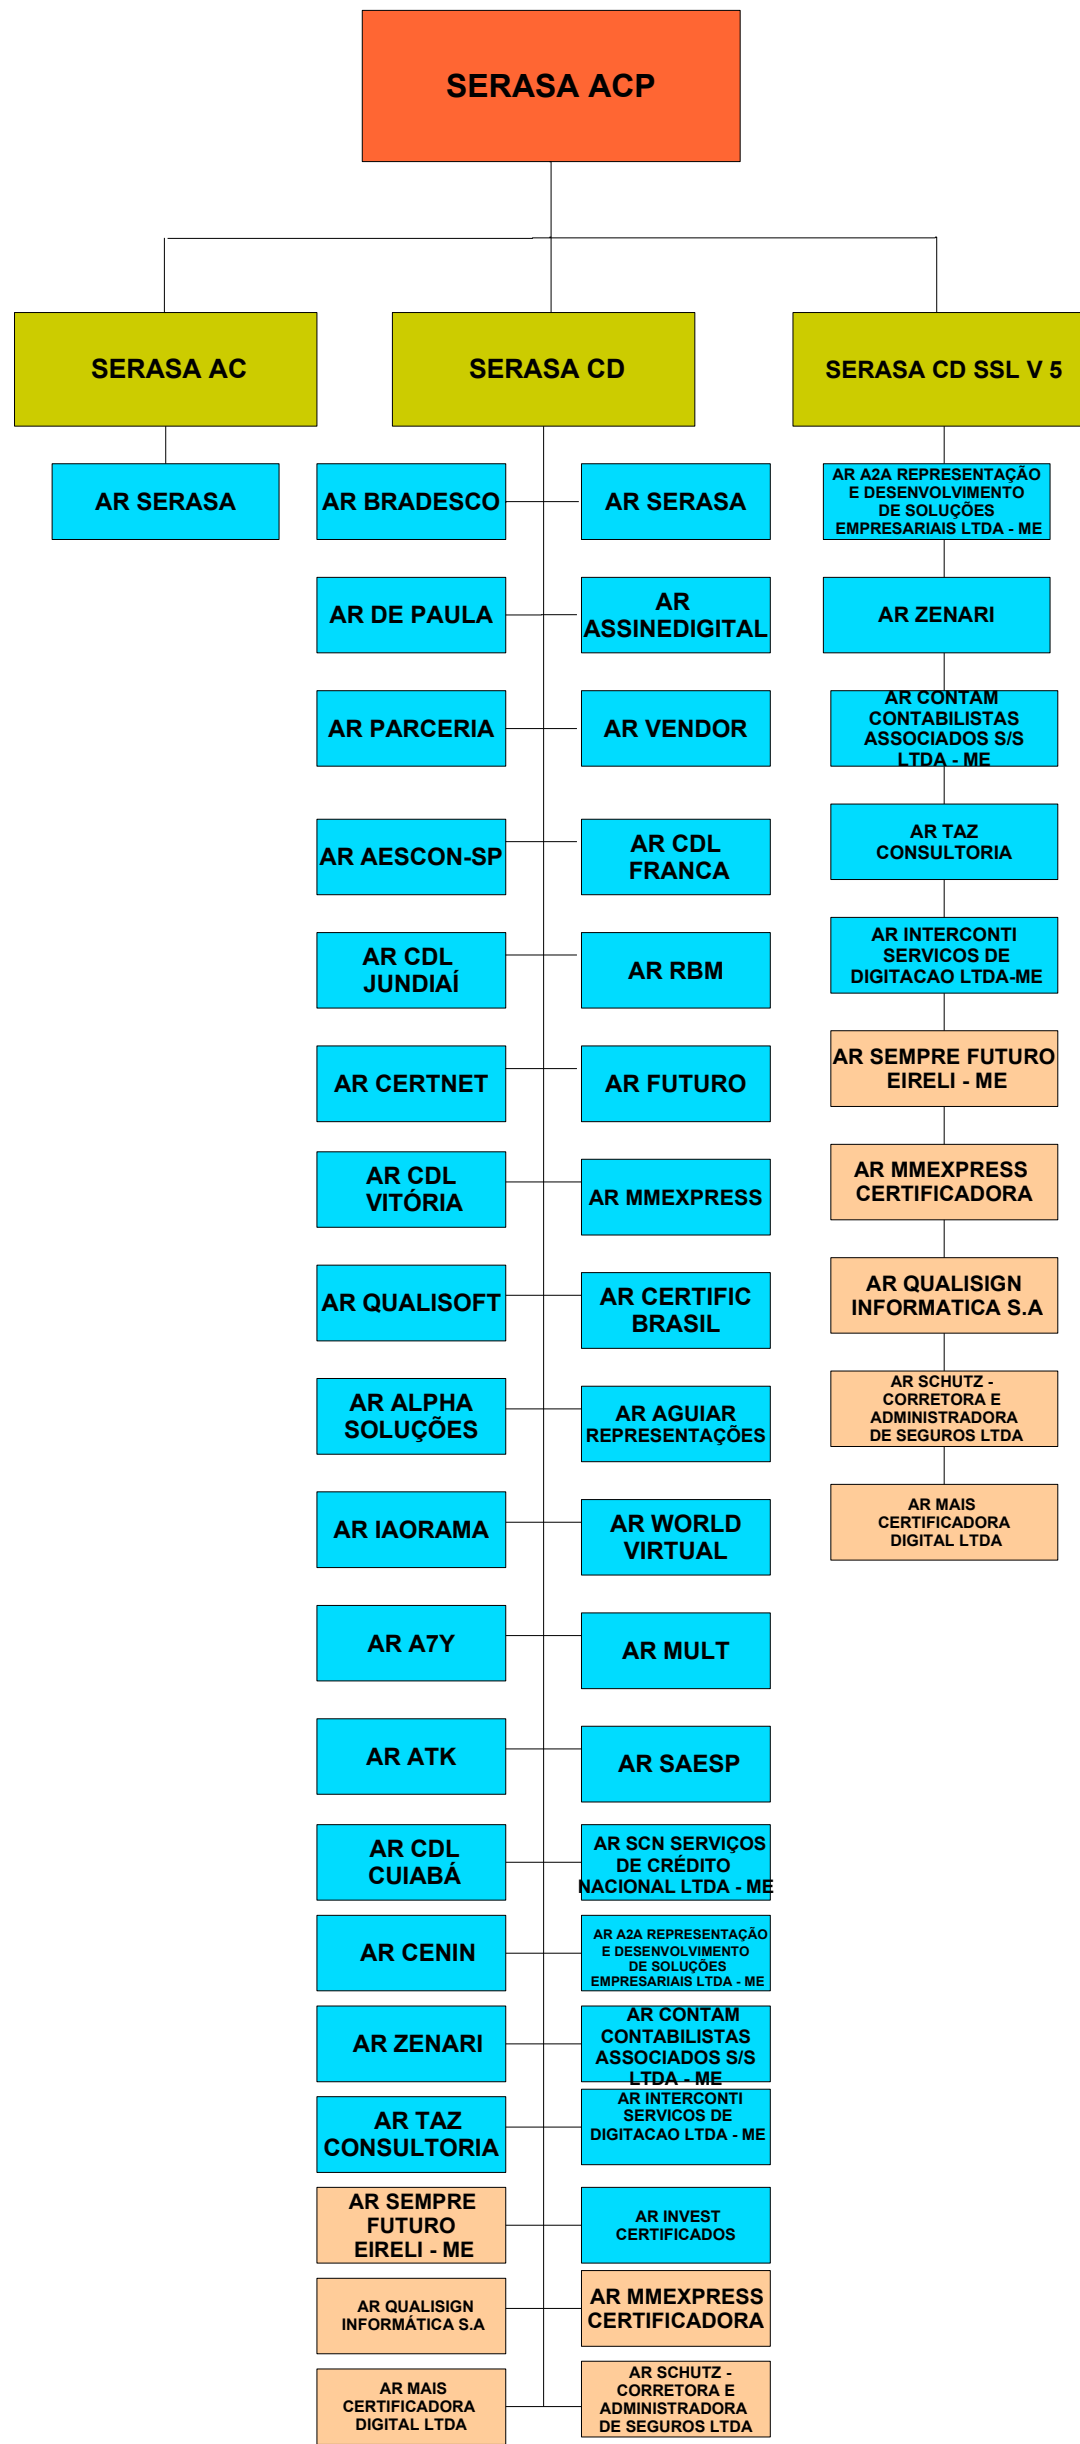 SERASA ACP
SERASA AC
SERASA CD
SERASA CD SSL V 5
AR SERASA
AR BRADESCO
AR SERASA
AR A2A REPRESENTAÇÃO
E DESENVOLVIMENTO
DE SOLUÇÕES
EMPRESARIAIS LTDA - ME
AR DE PAULA
AR
ASSINEDIGITAL
AR ZENARI
AR PARCERIA
AR VENDOR
AR CONTAM
CONTABILISTAS
ASSOCIADOS S/S
LTDA - ME
AR AESCON-SP
AR CDL
FRANCA
AR TAZ
CONSULTORIA
AR CDL
JUNDIAÍ
AR RBM
AR INTERCONTI
SERVICOS DE
DIGITACAO LTDA-ME
AR CERTNET
AR FUTURO
AR SEMPRE FUTURO
EIRELI - ME
AR CDL
VITÓRIA
AR MMEXPRESS
AR MMEXPRESS
CERTIFICADORA
AR QUALISOFT
AR CERTIFIC
BRASIL
AR QUALISIGN
INFORMATICA S.A
AR ALPHA
SOLUÇÕES
AR AGUIAR
REPRESENTAÇÕES
AR SCHUTZ -
CORRETORA E
ADMINISTRADORA
DE SEGUROS LTDA
AR IAORAMA
AR WORLD
VIRTUAL
AR MAIS
CERTIFICADORA
DIGITAL LTDA
AR A7Y
AR MULT
AR ATK
AR SAESP
AR CDL
CUIABÁ
AR SCN SERVIÇOS
DE CRÉDITO
NACIONAL LTDA - ME
AR CENIN
AR A2A REPRESENTAÇÃO
E DESENVOLVIMENTO
DE SOLUÇÕES
EMPRESARIAIS LTDA - ME
AR ZENARI
AR CONTAM
CONTABILISTAS
ASSOCIADOS S/S
LTDA - ME
AR TAZ
CONSULTORIA
AR INTERCONTI
SERVICOS DE
DIGITACAO LTDA - ME
AR SEMPRE
FUTURO
EIRELI - ME
AR INVEST
CERTIFICADOS
AR QUALISIGN
INFORMÁTICA S.A
AR MMEXPRESS
CERTIFICADORA
AR MAIS
CERTIFICADORA
DIGITAL LTDA
AR SCHUTZ -
CORRETORA E
ADMINISTRADORA
DE SEGUROS LTDA